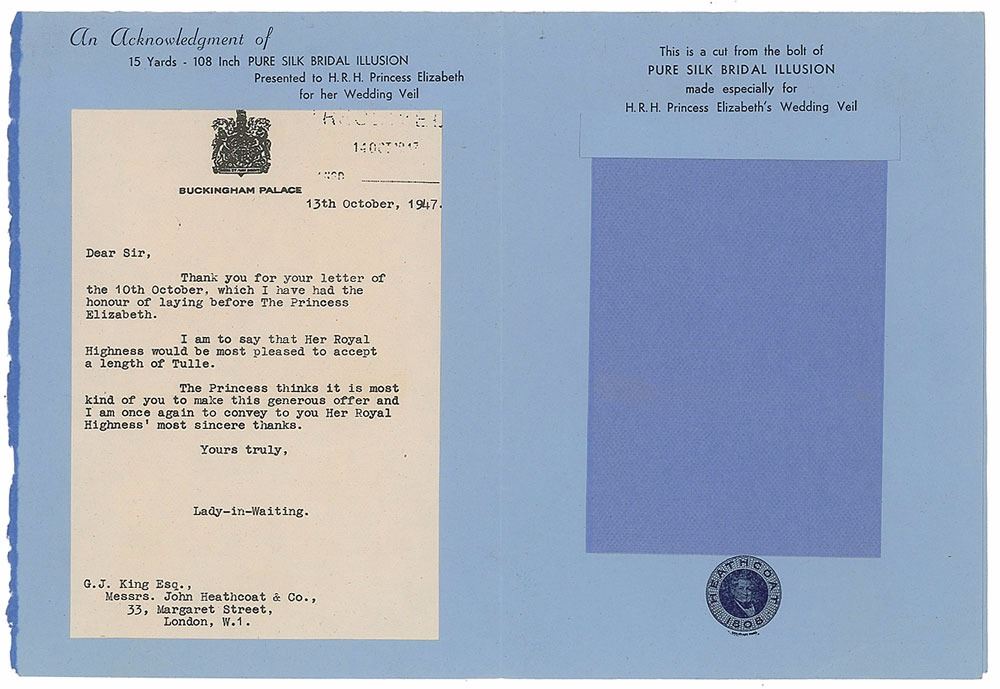 An Acknowledgment of
15 Yards - 108 Inch PURE SILK BRIDAL ILLUSION
Presented to H.R.H. Princess Elizabeth
for her Wedding Veil
14 OCT 1947
BUCKINGHAM PALACE
13th October, 1947.
Dear Sir,
Thank you for your letter of
the 10th October, which I have had the
honour of laying before The Princess
Elizabeth.
I am to say that Her Royal
Highness would be most pleased to accept
a length of Tulle.
The Princess thinks it is most
kind of you to make this generous offer and
I am once again to convey to you Her Royal
Highness' most sincere thanks.
Yours truly,
Lady-in-Waiting.
G.J. King Esq.,
Messrs. John Heathcoat & Co.,
33, Margaret Street,
London, W.1.
This is a cut from the bolt of
PURE SILK BRIDAL ILLUSION
made especially for
H.R.H. Princess Elizabeth's Wedding Veil
HEATHCOAT
1808